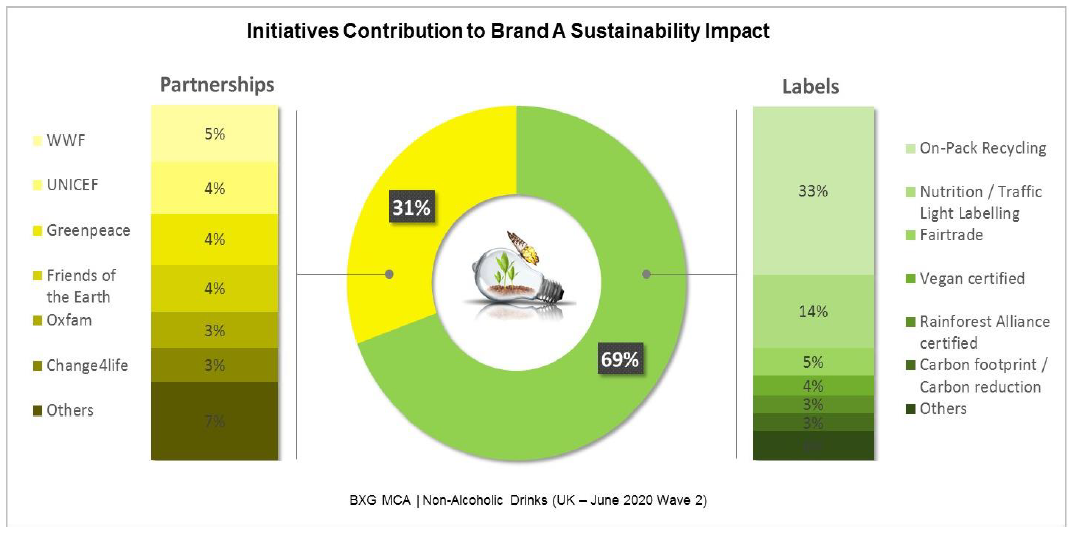 Initiatives Contribution to Brand A Sustainability Impact
Partnerships
WWF
UNICEF
Greenpeace
Friends of
the Earth
Oxfam
Change4life
Others
5%
4%
4%
4%
3%
3%
7%
31%
69%
Labels
33%
14%
5%
4%
3%
3%
On-Pack Recycling
Nutrition / Traffic
Light Labelling
Fairtrade
Vegan certified
Rainforest Alliance
certified
Carbon footprint /
Carbon reduction
Others
BXG MCA | Non-Alcoholic Drinks (UK – June 2020 Wave 2)